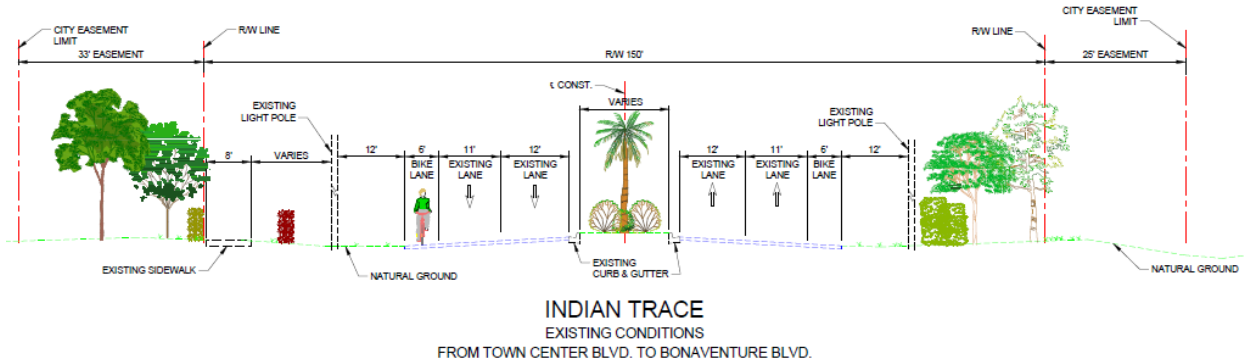 CITY EASEMENT
LIMIT
R/W LINE
R/W LINE
CITY EASEMENT
LIMIT
33' EASEMENT
R/W 150'
25' EASEMENT
℄ CONST.
VARIES
EXISTING
LIGHT POLE
EXISTING
LIGHT POLE
8'
VARIES
12'
6'
11'
12'
12'
11'
6'
12'
BIKE
LANE
EXISTING
LANE
EXISTING
LANE
EXISTING
LANE
EXISTING
LANE
BIKE
LANE
EXISTING SIDEWALK
NATURAL GROUND
EXISTING
CURB & GUTTER
NATURAL GROUND
INDIAN TRACE
EXISTING CONDITIONS
FROM TOWN CENTER BLVD. TO BONAVENTURE BLVD.